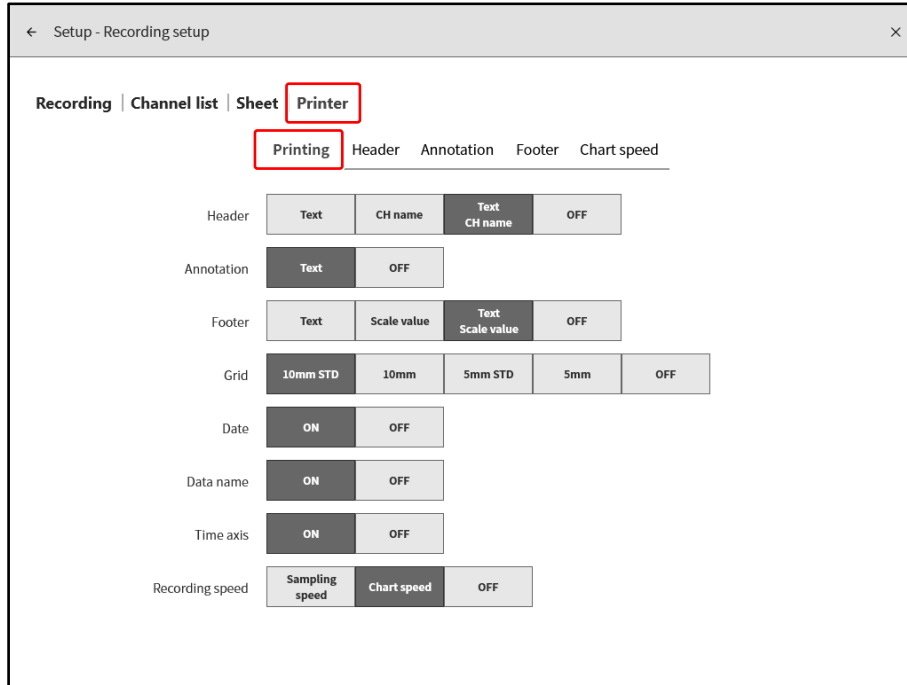 ← Setup - Recording setup ×
Recording | Channel list | Sheet | Printer
Printing Header Annotation Footer Chart speed
Header Text CH name Text CH name OFF
Annotation Text OFF
Footer Text Scale value Text Scale value OFF
Grid 10mm STD 10mm 5mm STD 5mm OFF
Date ON OFF
Data name ON OFF
Time axis ON OFF
Recording speed Sampling speed Chart speed OFF